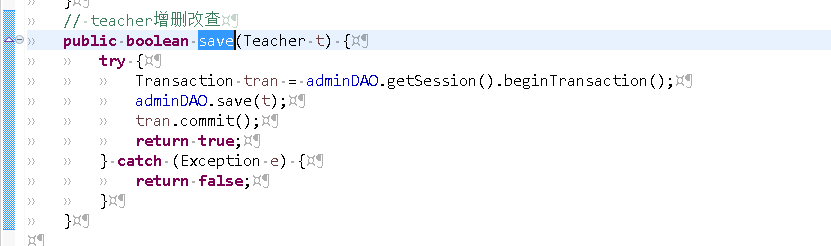 }
// teacher增删改查
public boolean save(Teacher t) {
try {
Transaction tran = adminDAO.getSession().beginTransaction();
adminDAO.save(t);
tran.commit();
return true;
} catch (Exception e) {
return false;
}
}